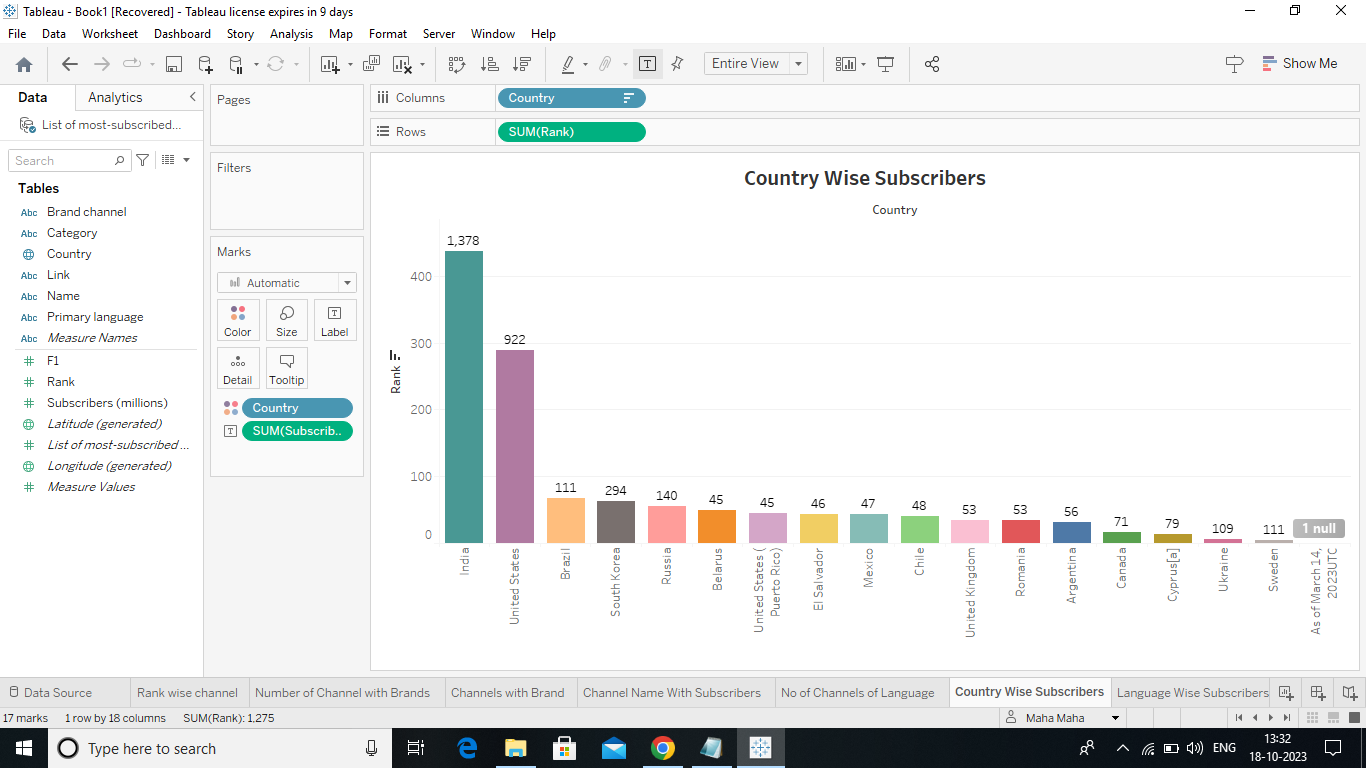 Tableau - Book1 [Recovered] - Tableau license expires in 9 days
File Data Worksheet Dashboard Story Analysis Map Format Server Window Help
Entire View
Show Me
Data Analytics
List of most-subscribed...
Search
Tables
Abc Brand channel
Abc Category
Country
Abc Link
Abc Name
Abc Primary language
Abc Measure Names
# F1
# Rank
# Subscribers (millions)
Latitude (generated)
# List of most-subscribed ...
Longitude (generated)
# Measure Values
Pages
Filters
Marks
Automatic
Color Size Label
Detail Tooltip
Country
SUM(Subscrib..
Columns Country
Rows SUM(Rank)
Country Wise Subscribers
Country
Rank
400
300
200
100
0
1,378
922
111
294
140
45
45
46
47
48
53
53
56
71
79
109
111
1 null
India
United States
Brazil
South Korea
Russia
Belarus
United States (
Puerto Rico)
El Salvador
Mexico
Chile
United Kingdom
Romania
Argentina
Canada
Cyprus[a]
Ukraine
Sweden
As of March 14,
2023UTC
Data Source Rank wise channel Number of Channel with Brands Channels with Brand Channel Name With Subscribers No of Channels of Language Country Wise Subscribers Language Wise Subscribers
17 marks 1 row by 18 columns SUM(Rank): 1,275 Maha Maha
Type here to search
ENG
13:32
18-10-2023